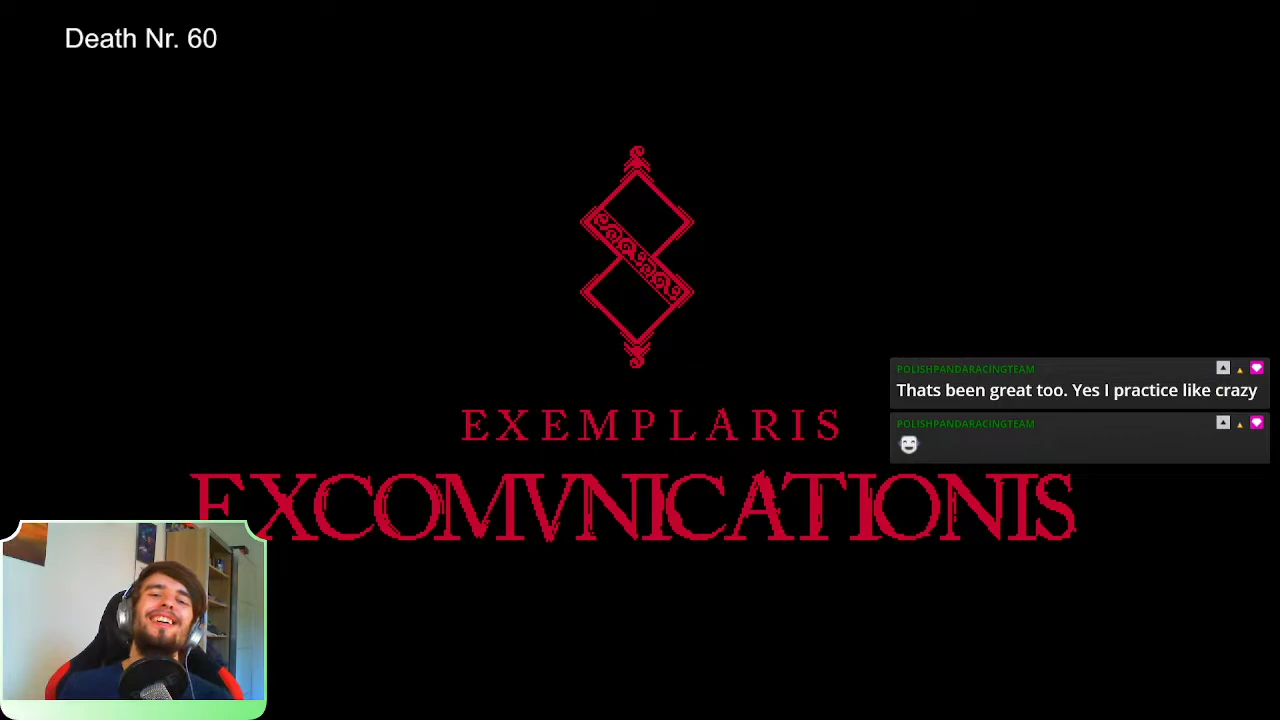 Death Nr. 60
EXEMPLARIS
EXCOMVNICATIONIS
POLISHPANDARACINGTEAM
Thats been great too. Yes I practice like crazy
POLISHPANDARACINGTEAM